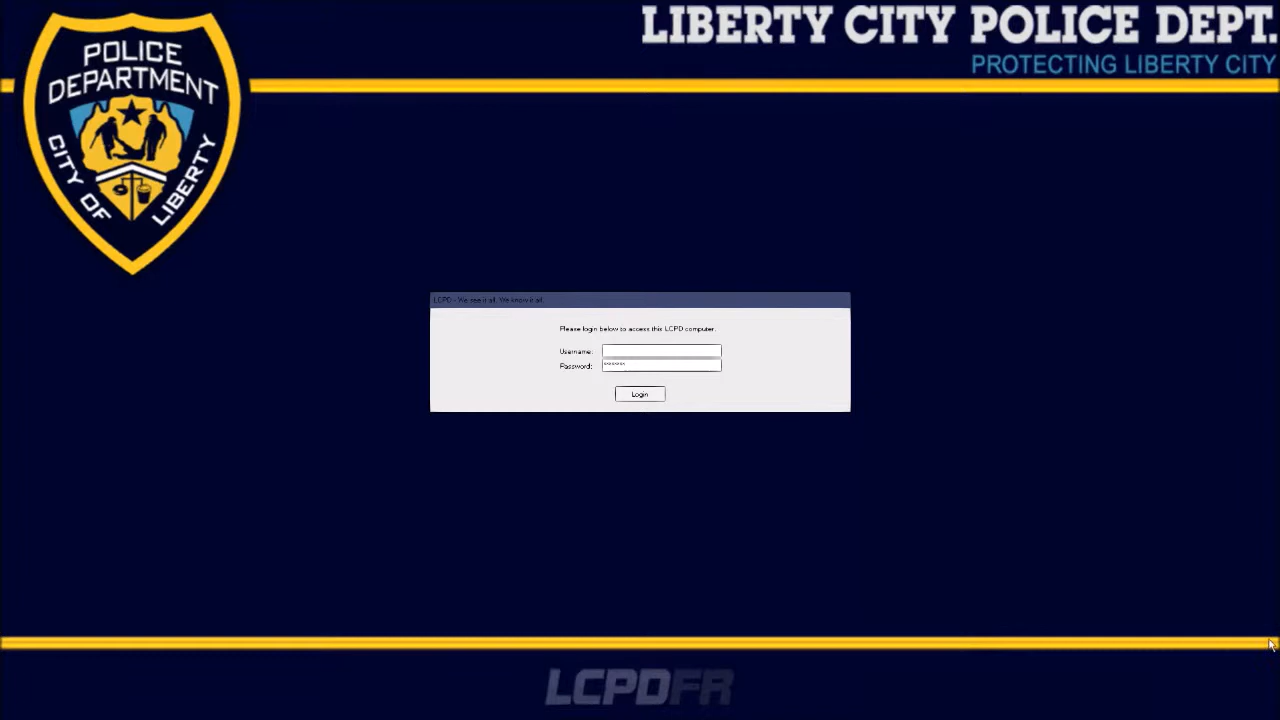 LIBERTY CITY POLICE DEPT.
PROTECTING LIBERTY CITY
POLICE
DEPARTMENT
CITY OF LIBERTY
LCPD - We see it all. We know it all.
Please login below to access this LCPD computer.
Username:
Password: ********
Login
LCPDFR